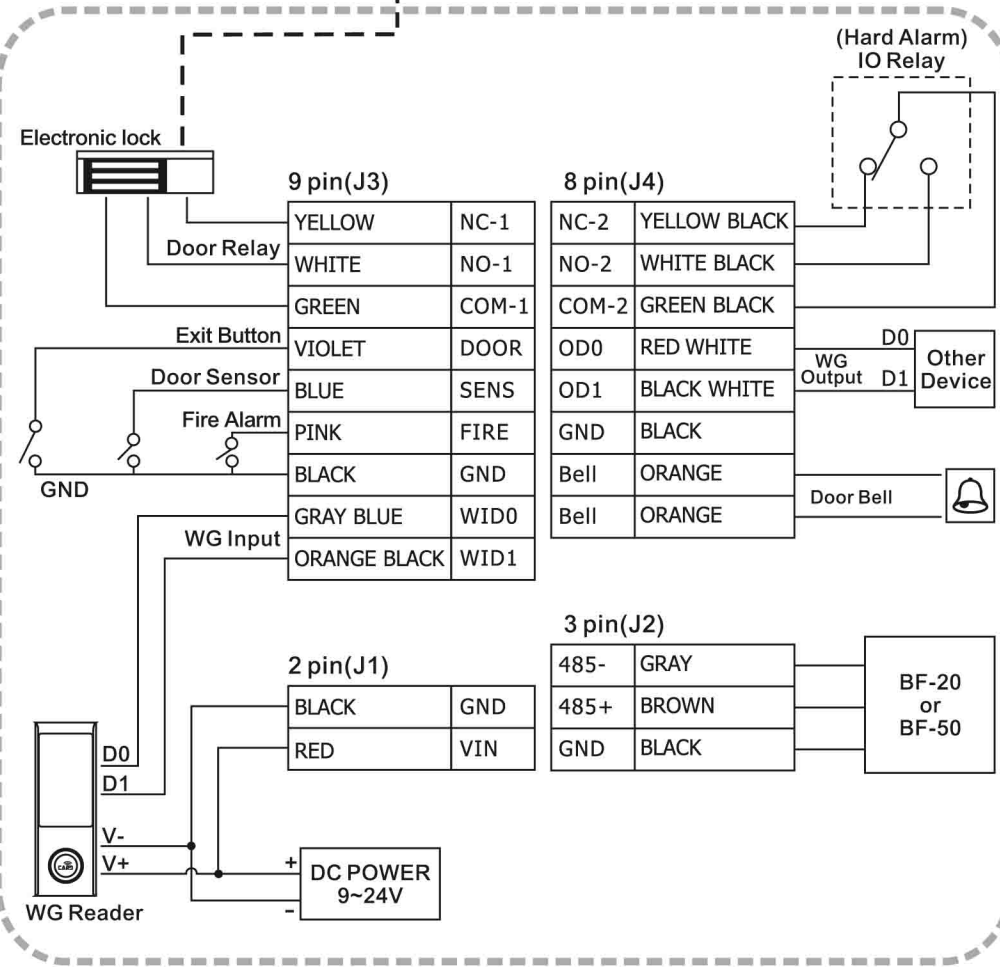 (Hard Alarm)
IO Relay
Electronic lock
9 pin(J3)
YELLOW NC-1
Door Relay
WHITE NO-1
GREEN COM-1
Exit Button
VIOLET DOOR
Door Sensor
BLUE SENS
Fire Alarm
PINK FIRE
BLACK GND
GND
GRAY BLUE WID0
WG Input
ORANGE BLACK WID1
8 pin(J4)
NC-2 YELLOW BLACK
NO-2 WHITE BLACK
COM-2 GREEN BLACK
OD0 RED WHITE
OD1 BLACK WHITE
GND BLACK
Bell ORANGE
Bell ORANGE
D0
WG
Output
D1
Other
Device
Door Bell
2 pin(J1)
BLACK GND
RED VIN
3 pin(J2)
485- GRAY
485+ BROWN
GND BLACK
BF-20
or
BF-50
D0
D1
V-
V+
CARD
WG Reader
+
-
DC POWER
9~24V